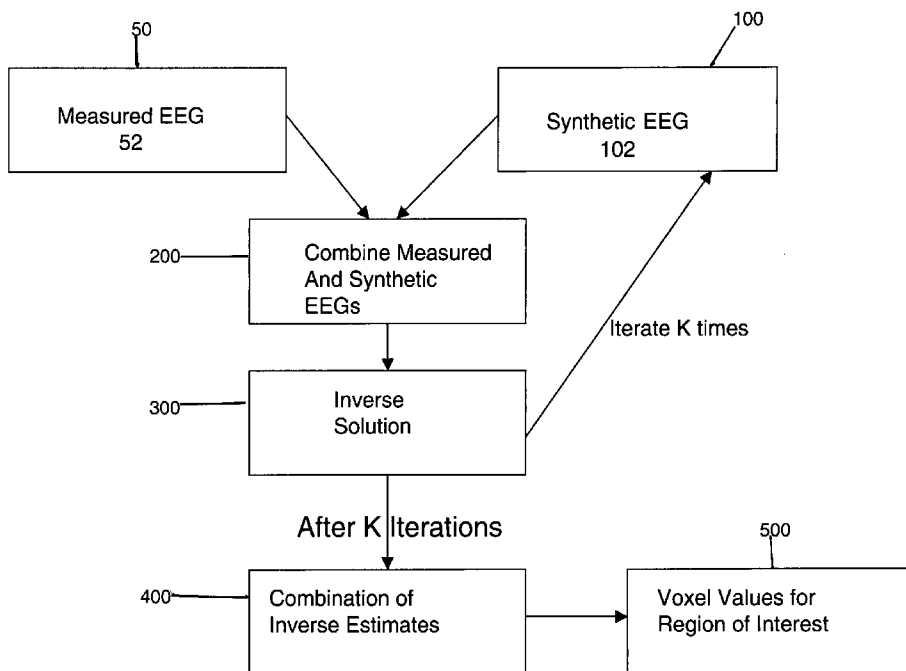 50
100
Measured EEG
52
Synthetic EEG
102
200
Combine Measured
And Synthetic
EEGs
Iterate K times
300
Inverse
Solution
After K Iterations
500
400
Combination of
Inverse Estimates
Voxel Values for
Region of Interest